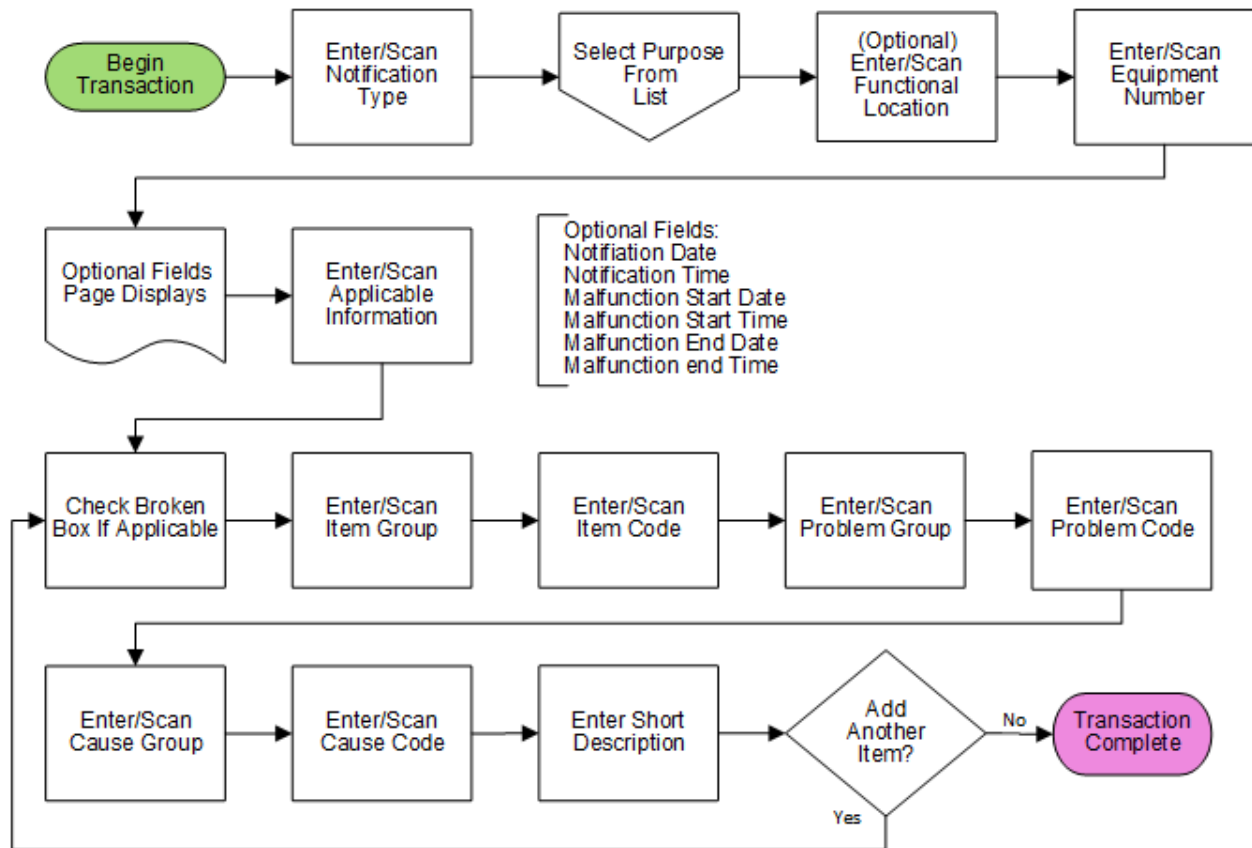 Begin
Transaction
Enter/Scan
Notification
Type
Select Purpose
From
List
(Optional)
Enter/Scan
Functional
Location
Enter/Scan
Equipment
Number
Optional Fields
Page Displays
Enter/Scan
Applicable
Information
Optional Fields:
Notifiation Date
Notification Time
Malfunction Start Date
Malfunction Start Time
Malfunction End Date
Malfunction end Time
Check Broken
Box If Applicable
Enter/Scan
Item Group
Enter/Scan
Item Code
Enter/Scan
Problem Group
Enter/Scan
Problem Code
Enter/Scan
Cause Group
Enter/Scan
Cause Code
Enter Short
Description
Add
Another
Item?
No
Transaction
Complete
Yes